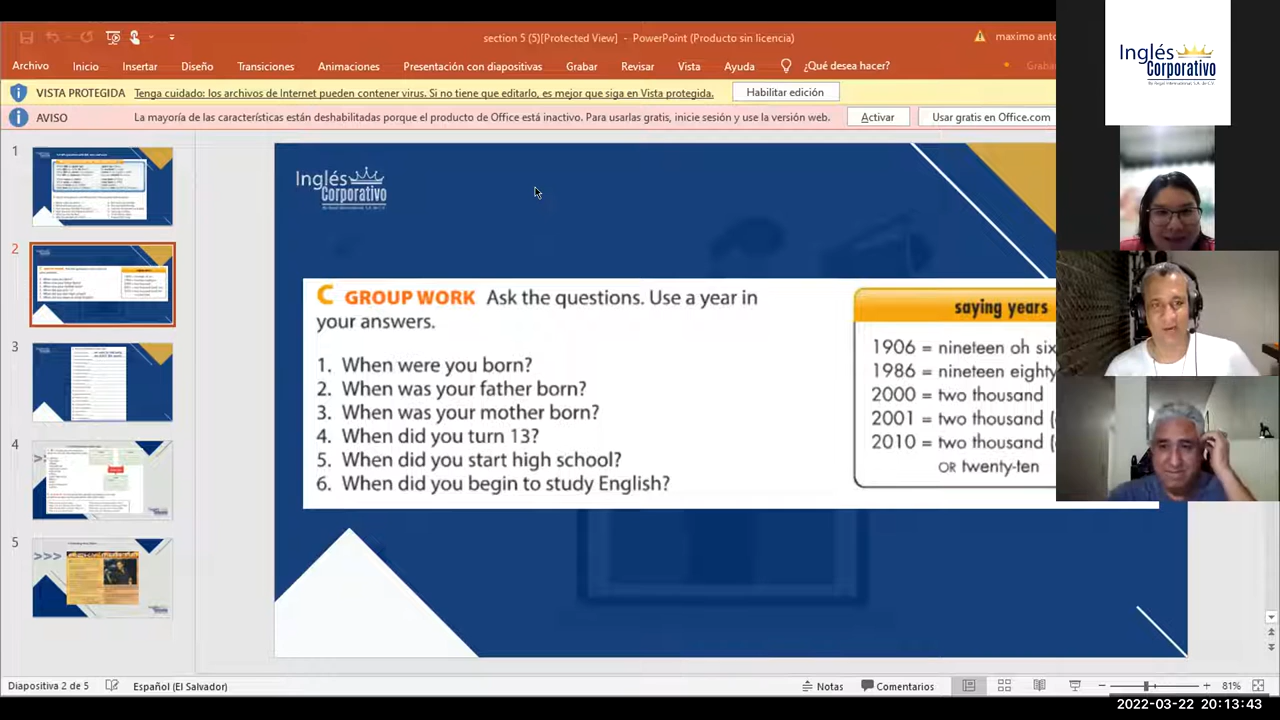 section 5 (5)[Protected View] - PowerPoint (Producto sin licencia)
maximo anto
Archivo Inicio Insertar Diseño Transiciones Animaciones Presentación con diapositivas Grabar Revisar Vista Ayuda ¿Qué desea hacer?
VISTA PROTEGIDA Tenga cuidado: los archivos de Internet pueden contener virus. Si no tiene que editarlo, es mejor que siga en Vista protegida. Habilitar edición
AVISO La mayoría de las características están deshabilitadas porque el producto de Office está inactivo. Para usarlas gratis, inicie sesión y use la versión web. Activar Usar gratis en Office.com
Inglés
Corporativo
1
2
3
4
5
Inglés
Corporativo
C GROUP WORK Ask the questions. Use a year in
your answers.
1. When were you born?
2. When was your father born?
3. When was your mother born?
4. When did you turn 13?
5. When did you start high school?
6. When did you begin to study English?
saying years
1906 = nineteen oh six
1986 = nineteen eighty
2000 = two thousand
2001 = two thousand (
2010 = two thousand (
OR twenty-ten
Diapositiva 2 de 5 Español (El Salvador) Notas Comentarios 81%
2022-03-22 20:13:43